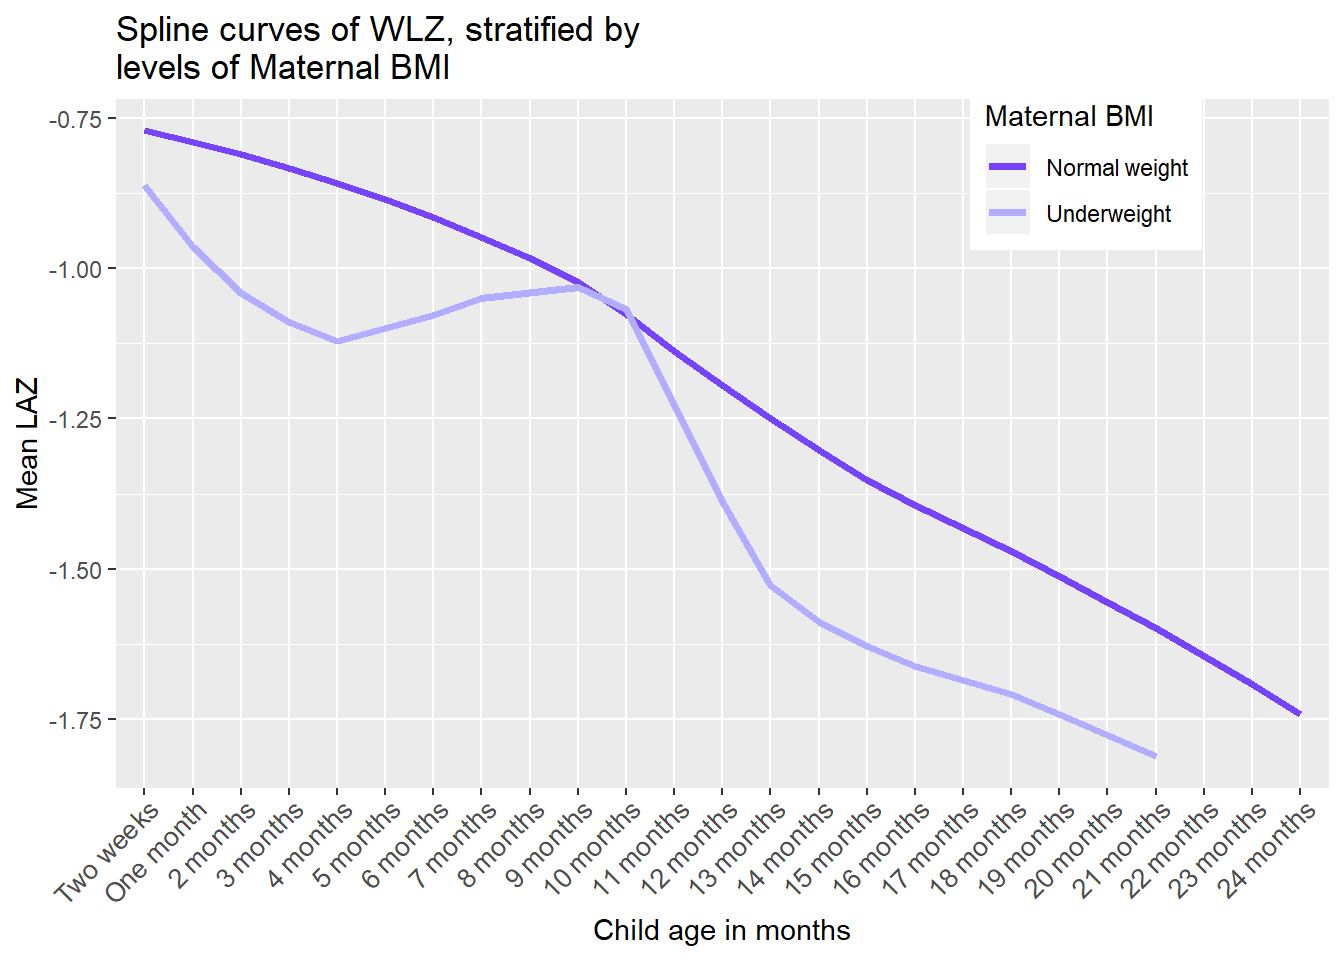 Spline curves of WLZ, stratified by
levels of Maternal BMI
Maternal BMI
Normal weight
Underweight
Mean LAZ
-0.75
-1.00
-1.25
-1.50
-1.75
Two weeks
One month
2 months
3 months
4 months
5 months
6 months
7 months
8 months
9 months
10 months
11 months
12 months
13 months
14 months
15 months
16 months
17 months
18 months
19 months
20 months
21 months
22 months
23 months
24 months
Child age in months